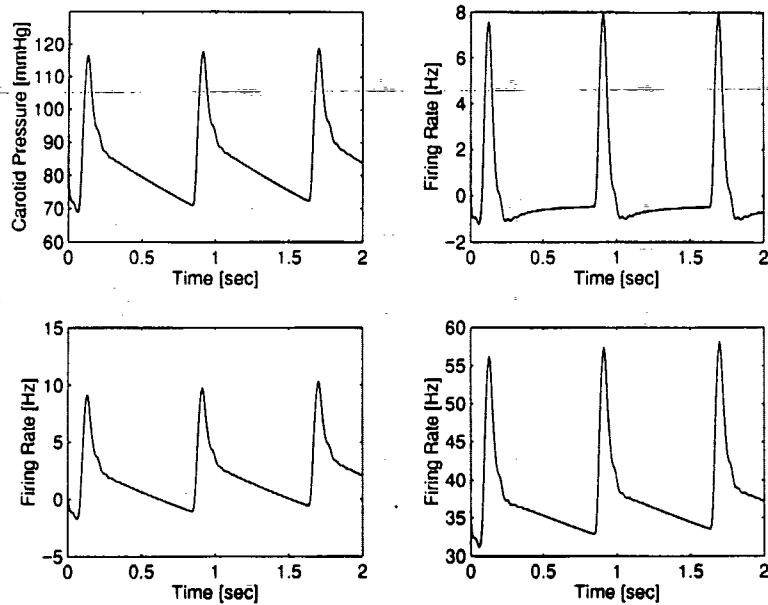 120
110
100
90
80
70
60
Carotid Pressure [mmHg]
0 0.5 1 1.5 2
Time [sec]
8
6
4
2
0
−2
Firing Rate [Hz]
0 0.5 1 1.5 2
Time [sec]
15
10
5
0
−5
Firing Rate [Hz]
0 0.5 1 1.5 2
Time [sec]
60
55
50
45
40
35
30
Firing Rate [Hz]
0 0.5 1 1.5 2
Time [sec]